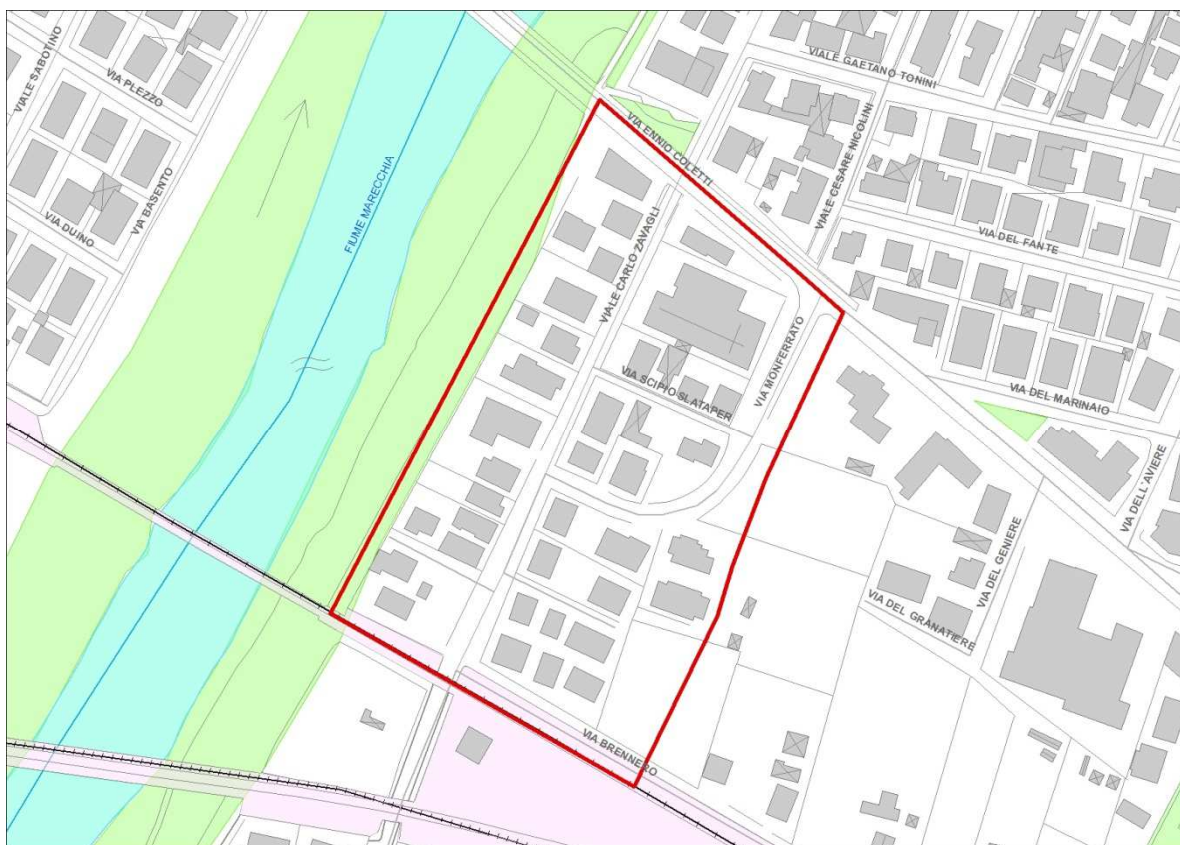 VIALE SABOTINO
VIA PLEZZO
VIALE GAETANO TONINI
VIA ENNIO COLETTI
VIALE CESARE NICOLINI
VIA BASENTO
FIUME MARECCHIA
VIA DUINO
VIA DEL FANTE
VIALE CARLO ZAVAGLI
VIA MONFERRATO
VIA SCIPIO SLATAPER
VIA DEL MARINAIO
VIA DELL'AVIERE
VIA DEL GENIERE
VIA DEL GRANATIERE
VIA BRENNERO